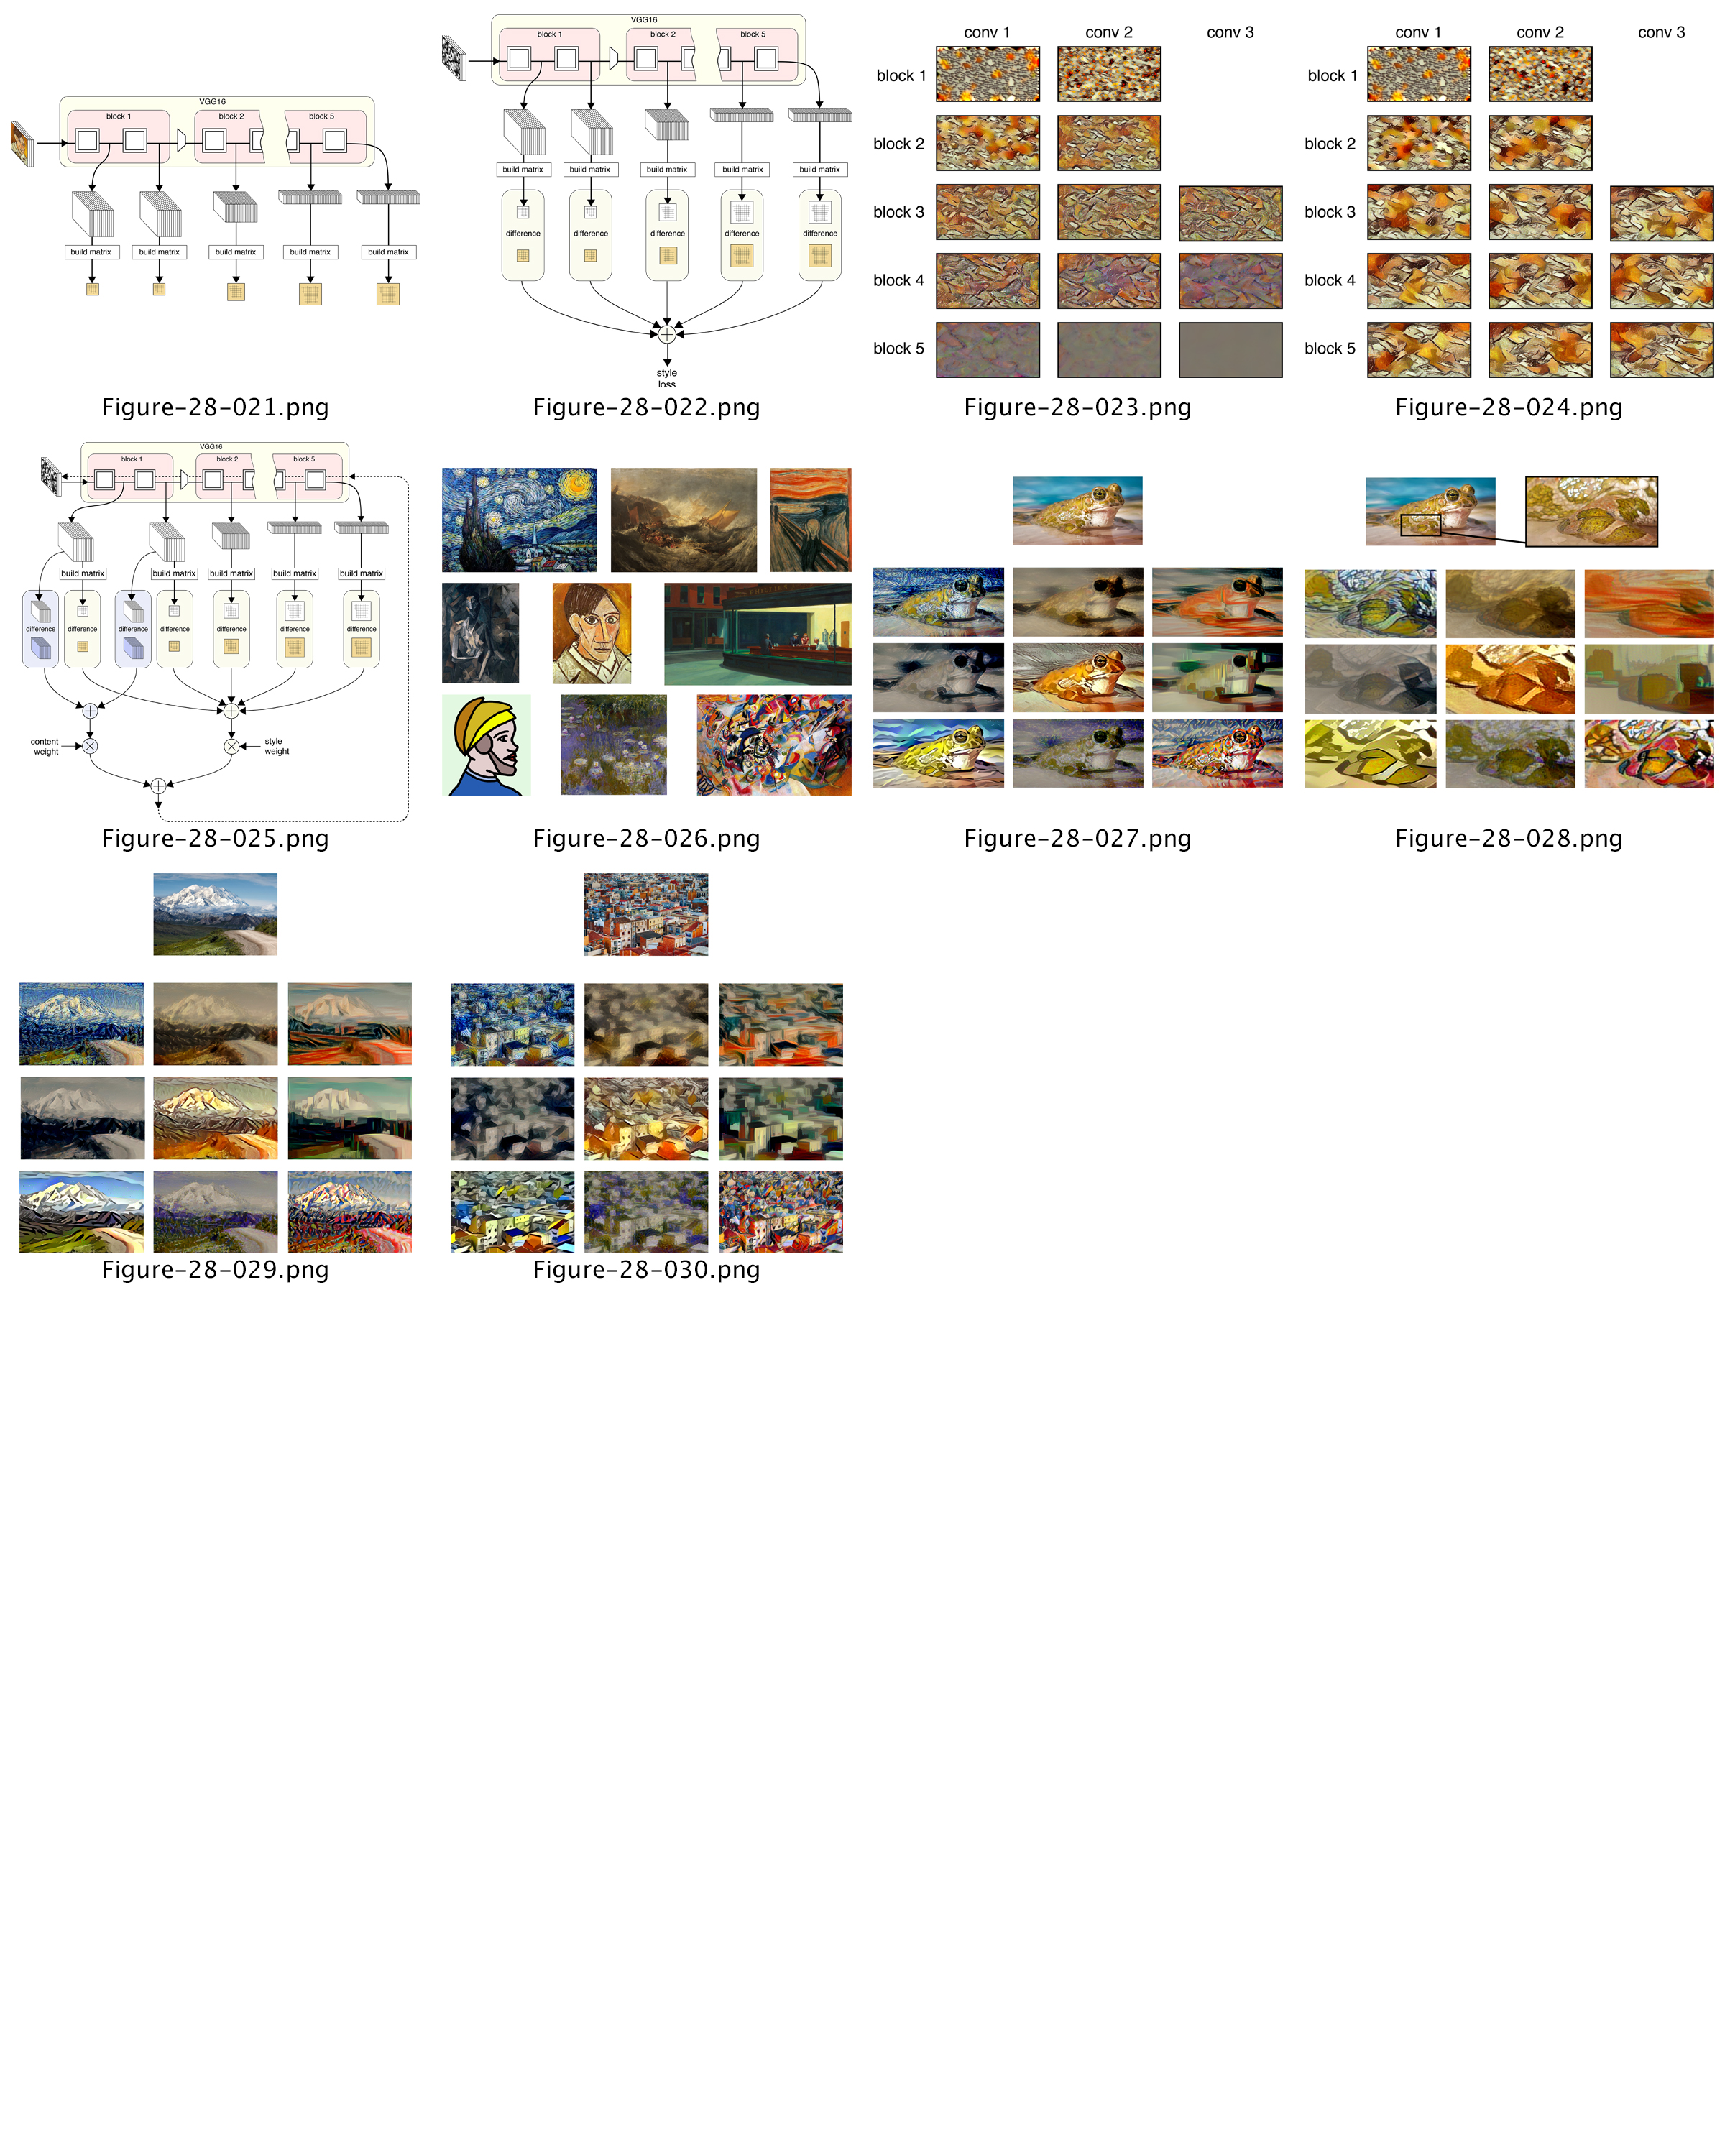 VGG16
block 1
block 2
block 5
build matrix
build matrix
build matrix
build matrix
build matrix
Figure-28-021.png
VGG16
block 1
block 2
block 5
build matrix
build matrix
build matrix
build matrix
build matrix
difference
difference
difference
difference
difference
style
loss
Figure-28-022.png
conv 1 conv 2 conv 3
block 1
block 2
block 3
block 4
block 5
Figure-28-023.png
conv 1 conv 2 conv 3
block 1
block 2
block 3
block 4
block 5
Figure-28-024.png
VGG16
block 1
block 2
block 5
build matrix
build matrix
build matrix
build matrix
build matrix
difference
difference
difference
difference
difference
difference
difference
content
weight
style
weight
Figure-28-025.png
Figure-28-026.png
Figure-28-027.png
Figure-28-028.png
Figure-28-029.png
Figure-28-030.png